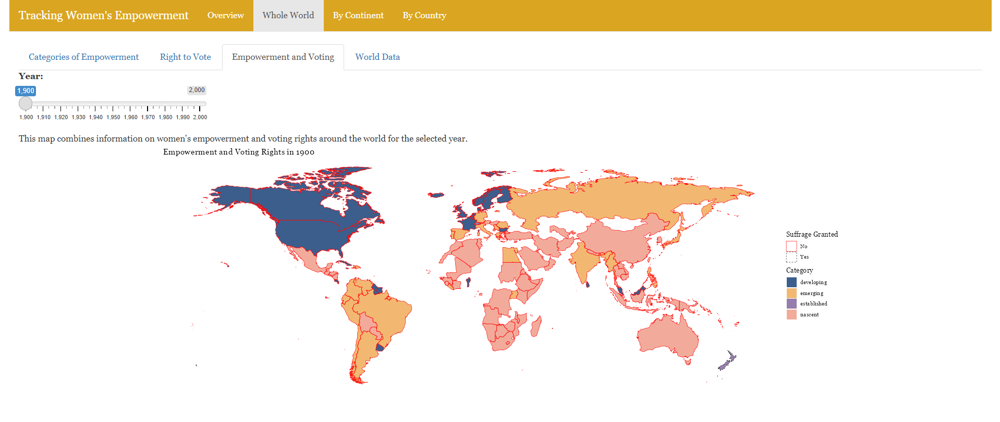 Tracking Women's Empowerment Overview Whole World By Continent By Country
Categories of Empowerment Right to Vote Empowerment and Voting World Data
Year:
1,900 2,000
1,900 1,910 1,920 1,930 1,940 1,950 1,960 1,970 1,980 1,990 2,000
This map combines information on women's empowerment and voting rights around the world for the selected year.
Empowerment and Voting Rights in 1900
Suffrage Granted
No
Yes
Category
developing
emerging
established
nascent